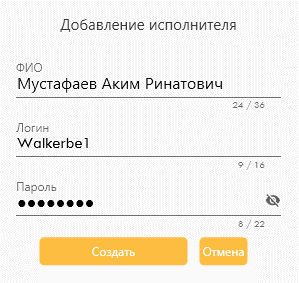 Добавление исполнителя
ФИО
Мустафаев Аким Ринатович
24 / 36
Логин
Walkerbe1
9 / 16
Пароль
●●●●●●●●
8 / 22
Создать Отмена